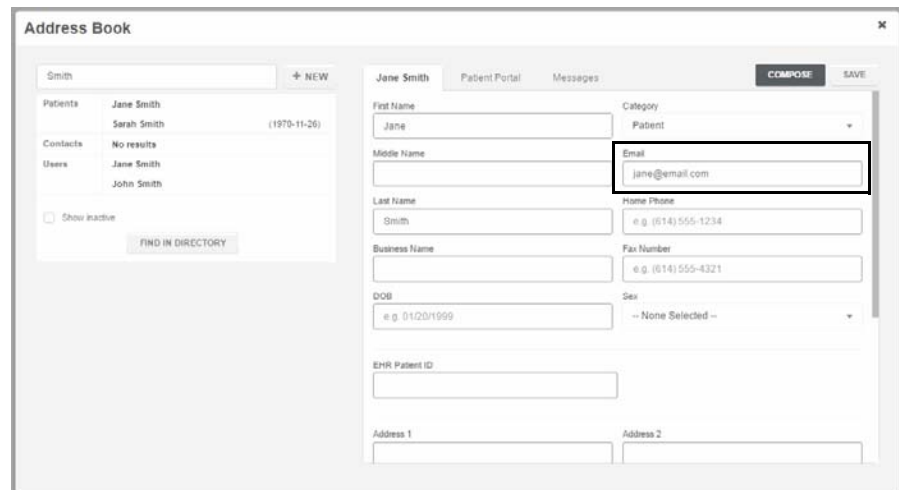 Address Book ×
Smith + NEW
Patients Jane Smith
Sarah Smith (1970-11-26)
Contacts No results
Users Jane Smith
John Smith
Show inactive
FIND IN DIRECTORY
Jane Smith Patient Portal Messages COMPOSE SAVE
First Name Category
Jane Patient
Middle Name Email
jane@email.com
Last Name Home Phone
Smith e.g. (614) 555-1234
Business Name Fax Number
e.g. (614) 555-4321
DOB Sex
e.g. 01/20/1999 -- None Selected --
EHR Patient ID
Address 1 Address 2